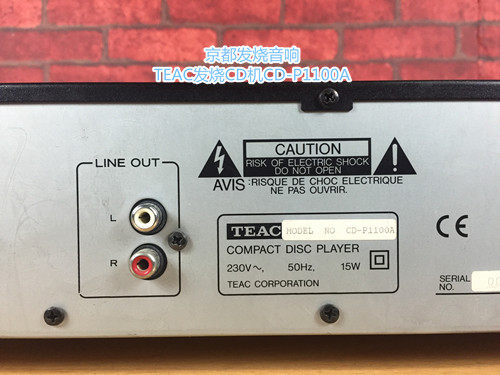 京都发烧音响
TEAC发烧CD机CD-P1100A
LINE OUT
L
R
CAUTION
RISK OF ELECTRIC SHOCK
DO NOT OPEN
AVIS :RISQUE DE CHOC ELECTRIQUE
NE PAS OUVRIR.
TEAC MODEL NO CD-P1100A
COMPACT DISC PLAYER
230V~, 50Hz, 15W
TEAC CORPORATION
CE
SERIAL
NO.